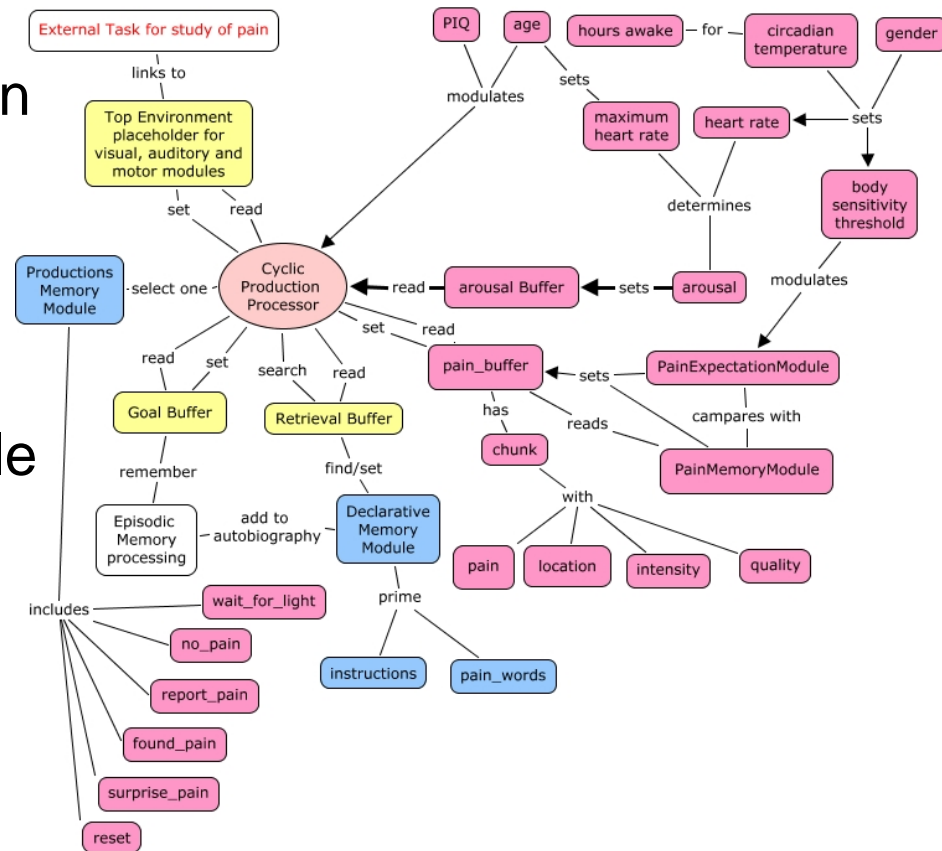 External Task for study of pain
PIQ
age
hours awake
for
circadian
temperature
gender
links to
n
modulates
sets
Top Environment
placeholder for
visual, auditory and
motor modules
maximum
heart rate
heart rate
sets
set
read
determines
body
sensitivity
threshold
Productions
Memory
Module
select one
Cyclic
Production
Processor
read
arousal Buffer
sets
arousal
modulates
set
read
read
set
search
read
pain_buffer
sets
PainExpectationModule
Goal Buffer
Retrieval Buffer
has
reads
campares with
le
remember
find/set
chunk
PainMemoryModule
with
Episodic
Memory
processing
add to
autobiography
Declarative
Memory
Module
pain
location
intensity
quality
includes
wait_for_light
prime
no_pain
instructions
pain_words
report_pain
found_pain
surprise_pain
reset